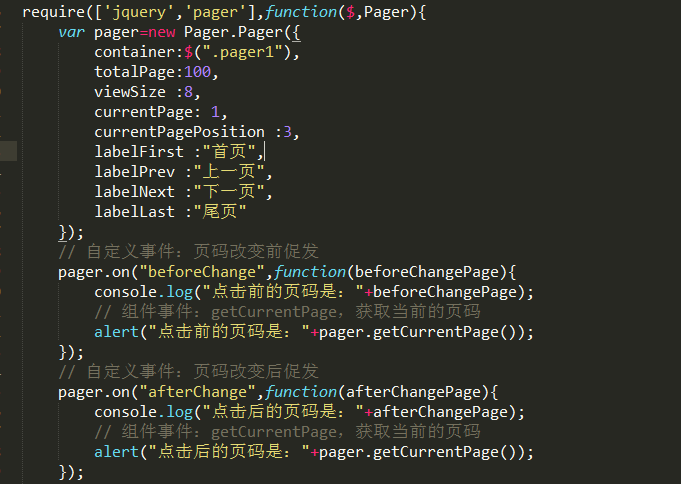 require(['jquery','pager'],function($,Pager){
    var pager=new Pager.Pager({
        container:$(".pager1"),
        totalPage:100,
        viewSize :8,
        currentPage: 1,
        currentPagePosition :3,
        labelFirst :"首页",
        labelPrev :"上一页",
        labelNext :"下一页",
        labelLast :"尾页"
    });
    // 自定义事件: 页码改变前促发
    pager.on("beforeChange",function(beforeChangePage){
        console.log("点击前的页码是: "+beforeChangePage);
        // 组件事件: getCurrentPage, 获取当前的页码
        alert("点击前的页码是: "+pager.getCurrentPage());
    });
    // 自定义事件: 页码改变后促发
    pager.on("afterChange",function(afterChangePage){
        console.log("点击后的页码是: "+afterChangePage);
        // 组件事件: getCurrentPage, 获取当前的页码
        alert("点击后的页码是: "+pager.getCurrentPage());
    });